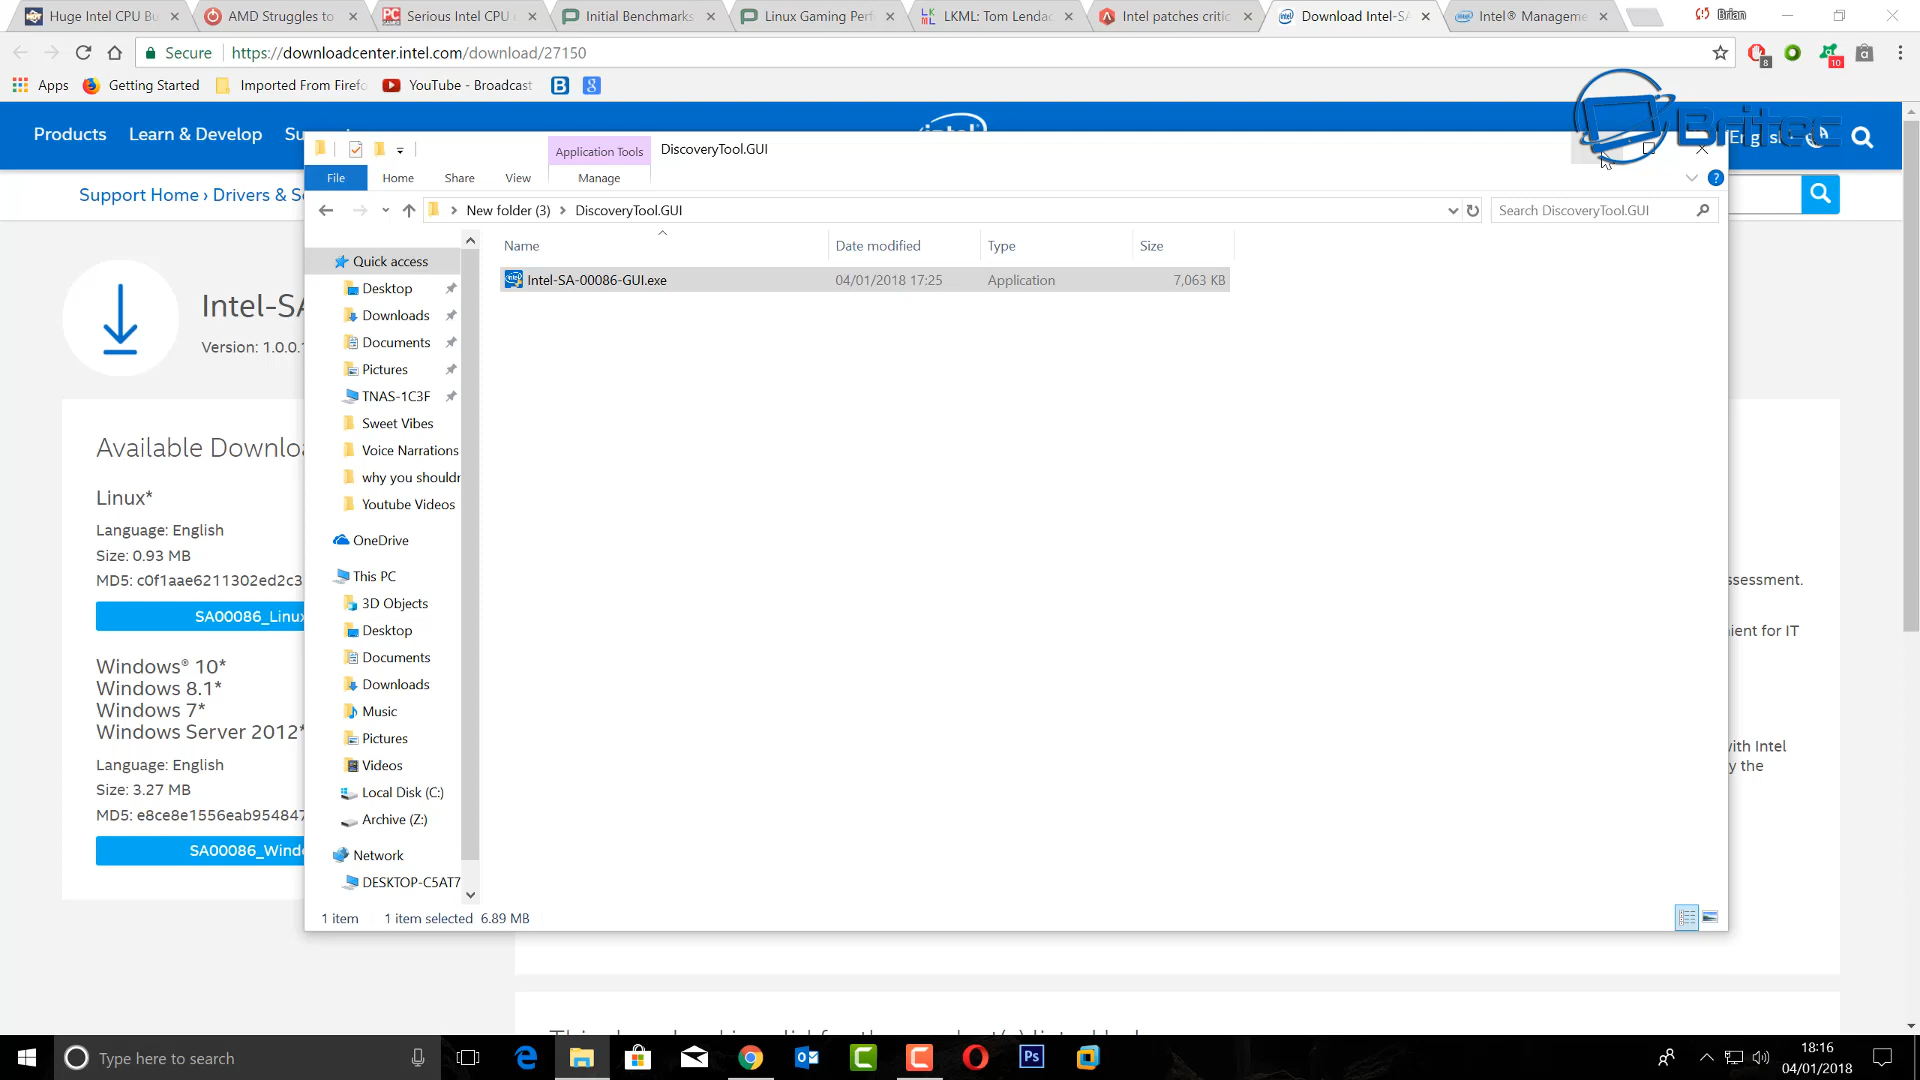 Huge Intel CPU Bu
AMD Struggles to
Serious Intel CPU
Initial Benchmarks
Linux Gaming Perf
LKML: Tom Lendac
Intel patches critic
Download Intel-SA
Intel® Manageme
Brian
Secure
https://downloadcenter.intel.com/download/27150
8
10
Apps
Getting Started
Imported From Firefo
YouTube - Broadcast
Britec
Products
Learn & Develop
English
Application Tools
DiscoveryTool.GUI
File
Home
Share
View
Manage
Support Home › Drivers & S
New folder (3) > DiscoveryTool.GUI
Search DiscoveryTool.GUI
Name
Date modified
Type
Size
Intel-SA-00086-GUI.exe
04/01/2018 17:25
Application
7,063 KB
Quick access
Desktop
Downloads
Documents
Pictures
TNAS-1C3F
Sweet Vibes
Voice Narrations
why you shouldr
Youtube Videos
OneDrive
This PC
3D Objects
Desktop
Documents
Downloads
Music
Pictures
Videos
Local Disk (C:)
Archive (Z:)
Network
DESKTOP-C5AT7
1 item
1 item selected 6.89 MB
Intel-SA
Version: 1.0.0.
Available Downlo
Linux*
Language: English
Size: 0.93 MB
MD5: c0f1aae6211302ed2c3
SA00086_Linux
Windows® 10*
Windows 8.1*
Windows 7*
Windows Server 2012*
Language: English
Size: 3.27 MB
MD5: e8ce8e1556eab954847
SA00086_Wind
ssessment.
ient for IT
with Intel
y the
Type here to search
18:16
04/01/2018